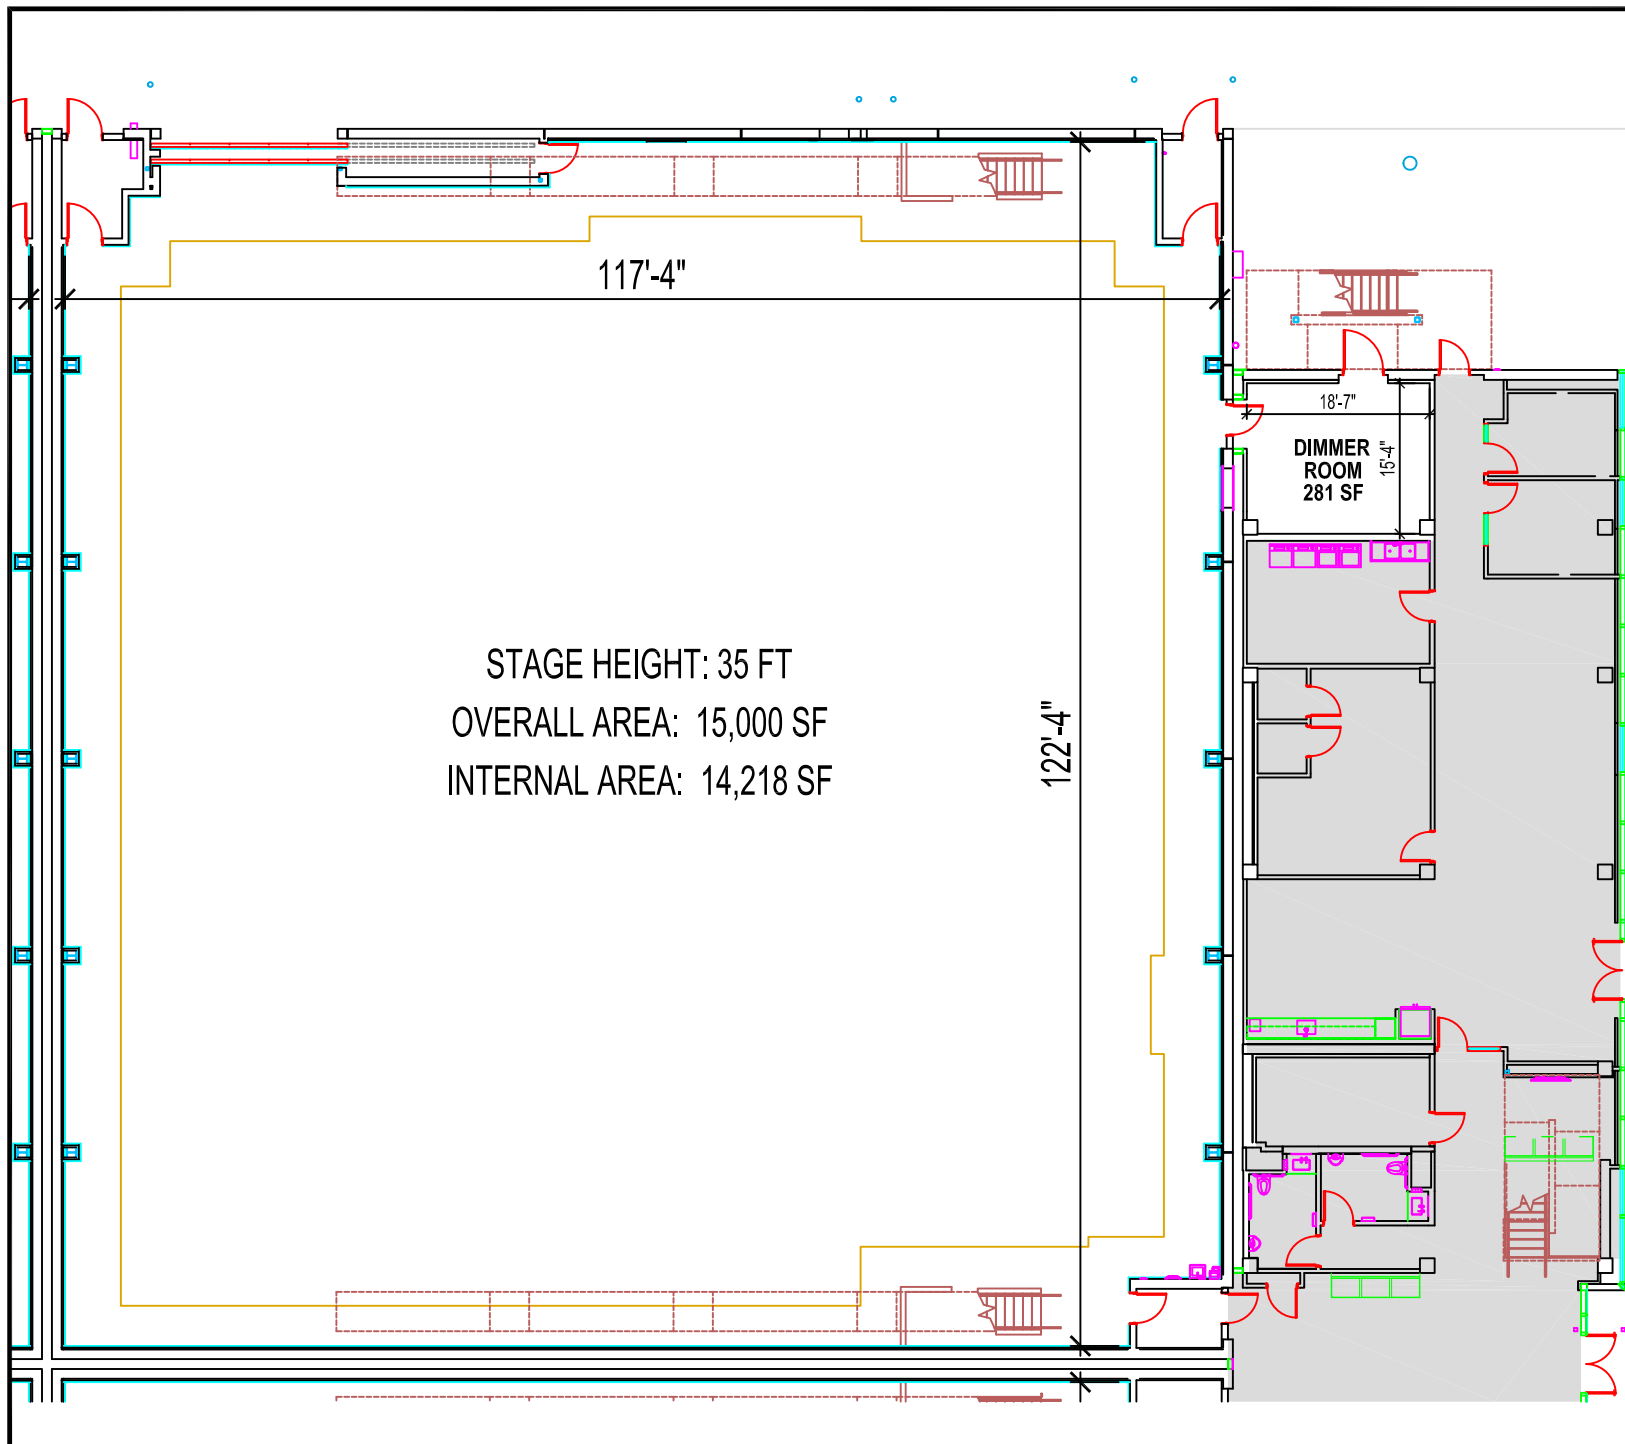 117'-4"
18'-7"
DIMMER
ROOM
281 SF
15'-4"
STAGE HEIGHT: 35 FT
OVERALL AREA: 15,000 SF
INTERNAL AREA: 14,218 SF
122'-4"